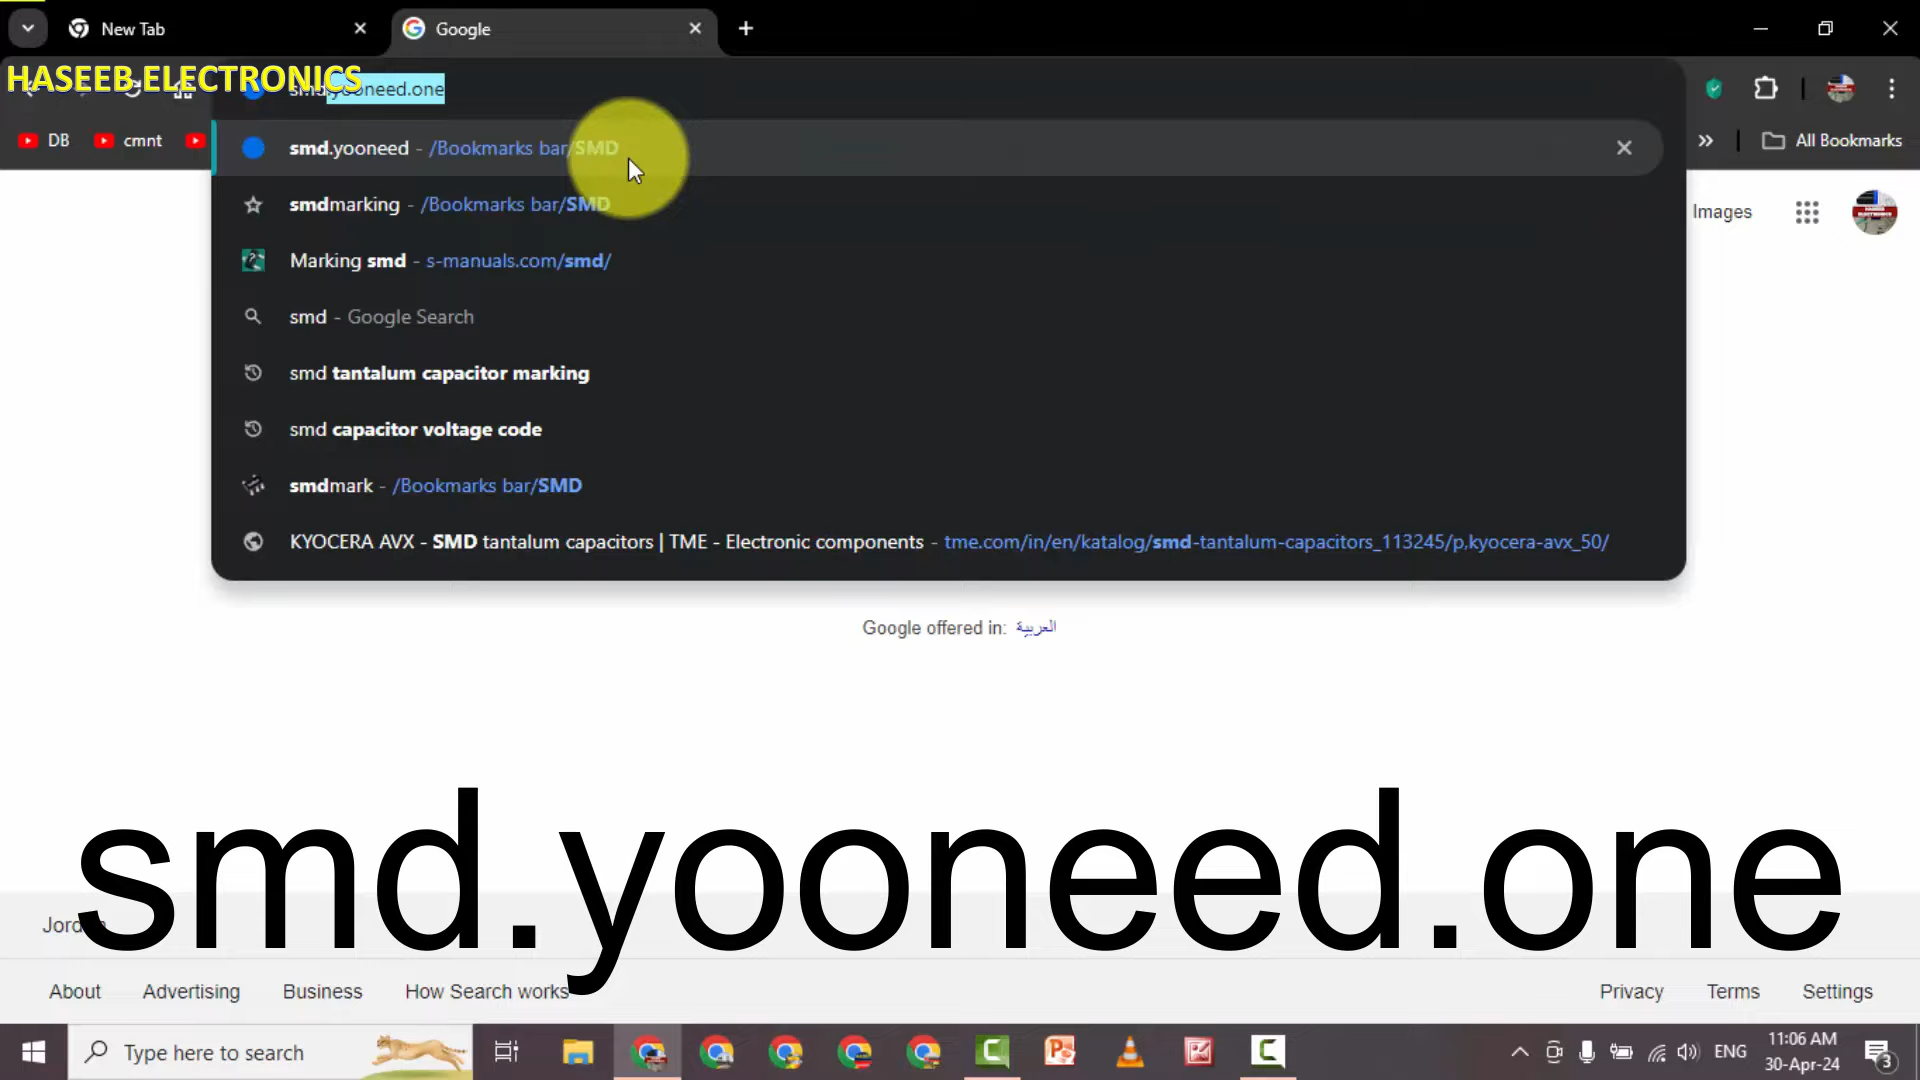 New Tab
Google
HASEEB ELECTRONICS
smd.yooneed.one
DB
cmnt
All Bookmarks
smd.yooneed - /Bookmarks bar/SMD
smdmarking - /Bookmarks bar/SMD
Images
Marking smd - s-manuals.com/smd/
smd - Google Search
smd tantalum capacitor marking
smd capacitor voltage code
smdmark - /Bookmarks bar/SMD
KYOCERA AVX - SMD tantalum capacitors | TME - Electronic components - tme.com/in/en/katalog/smd-tantalum-capacitors_113245/p,kyocera-avx_50/
Google offered in: العربية
smd.yooneed.one
Jordan
About Advertising Business How Search works
Privacy Terms Settings
Type here to search
ENG
11:06 AM
30-Apr-24
3